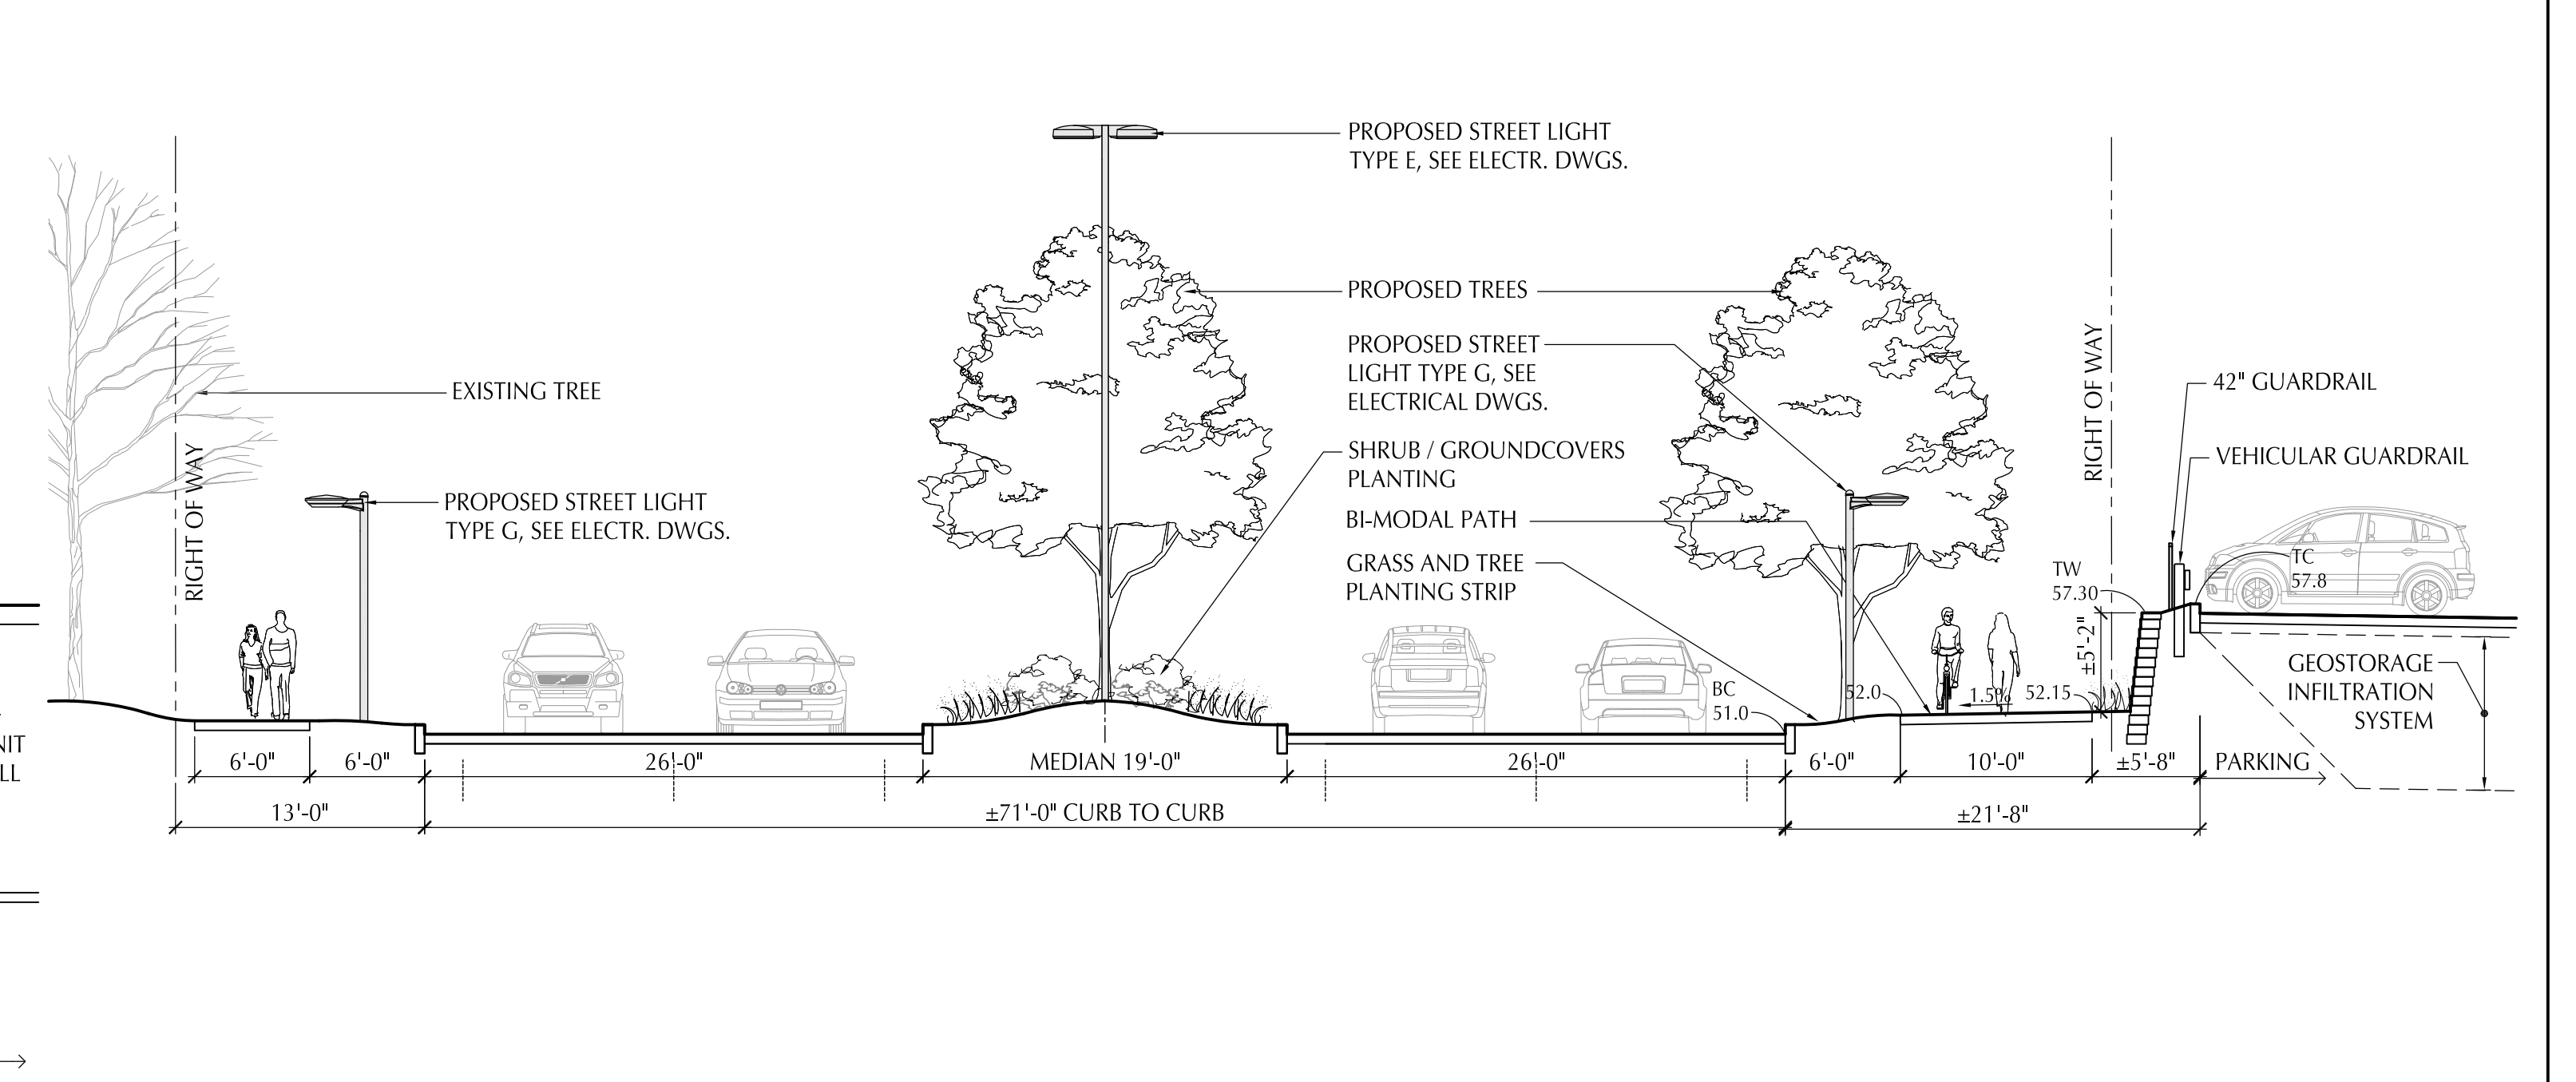 PROPOSED STREET LIGHT
TYPE E, SEE ELECTR. DWGS.
PROPOSED TREES
PROPOSED STREET
LIGHT TYPE G, SEE
ELECTRICAL DWGS.
RIGHT OF WAY
42" GUARDRAIL
EXISTING TREE
SHRUB / GROUNDCOVERS
PLANTING
VEHICULAR GUARDRAIL
RIGHT OF WAY
PROPOSED STREET LIGHT
TYPE G, SEE ELECTR. DWGS.
BI-MODAL PATH
GRASS AND TREE
PLANTING STRIP
TW
57.30
TC
57.8
±5'-2"
GEOSTORAGE
INFILTRATION
SYSTEM
BC
51.0
52.0
1.5%
52.15
NIT
LL
6'-0"
6'-0"
26'-0"
MEDIAN 19'-0"
26'-0"
6'-0"
10'-0"
±5'-8"
PARKING
13'-0"
±71'-0" CURB TO CURB
±21'-8"